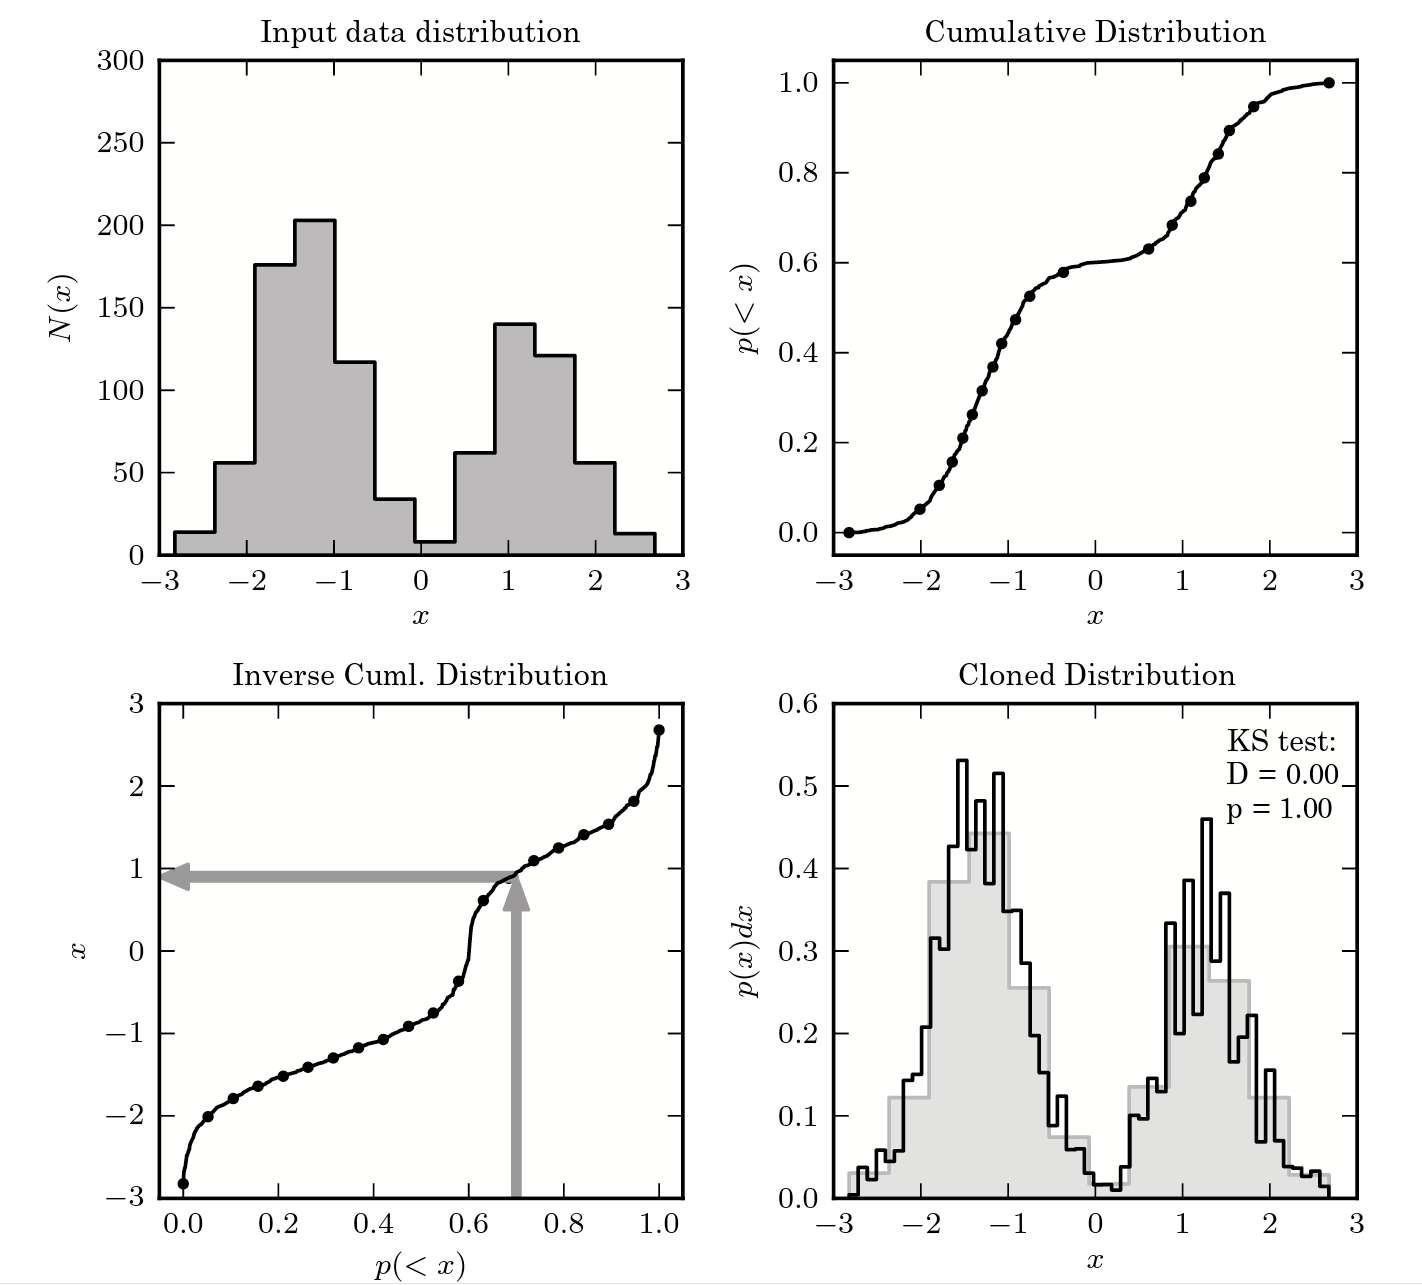 Input data distribution
300
250
200
150
100
50
0
N(x)
−3 −2 −1 0 1 2 3
x
Cumulative Distribution
1.0
0.8
0.6
0.4
0.2
0.0
p(< x)
−3 −2 −1 0 1 2 3
x
Inverse Cuml. Distribution
3
2
1
0
−1
−2
−3
x
0.0 0.2 0.4 0.6 0.8 1.0
p(< x)
Cloned Distribution
0.6
0.5
0.4
0.3
0.2
0.1
0.0
p(x)dx
KS test:
D = 0.00
p = 1.00
−3 −2 −1 0 1 2 3
x